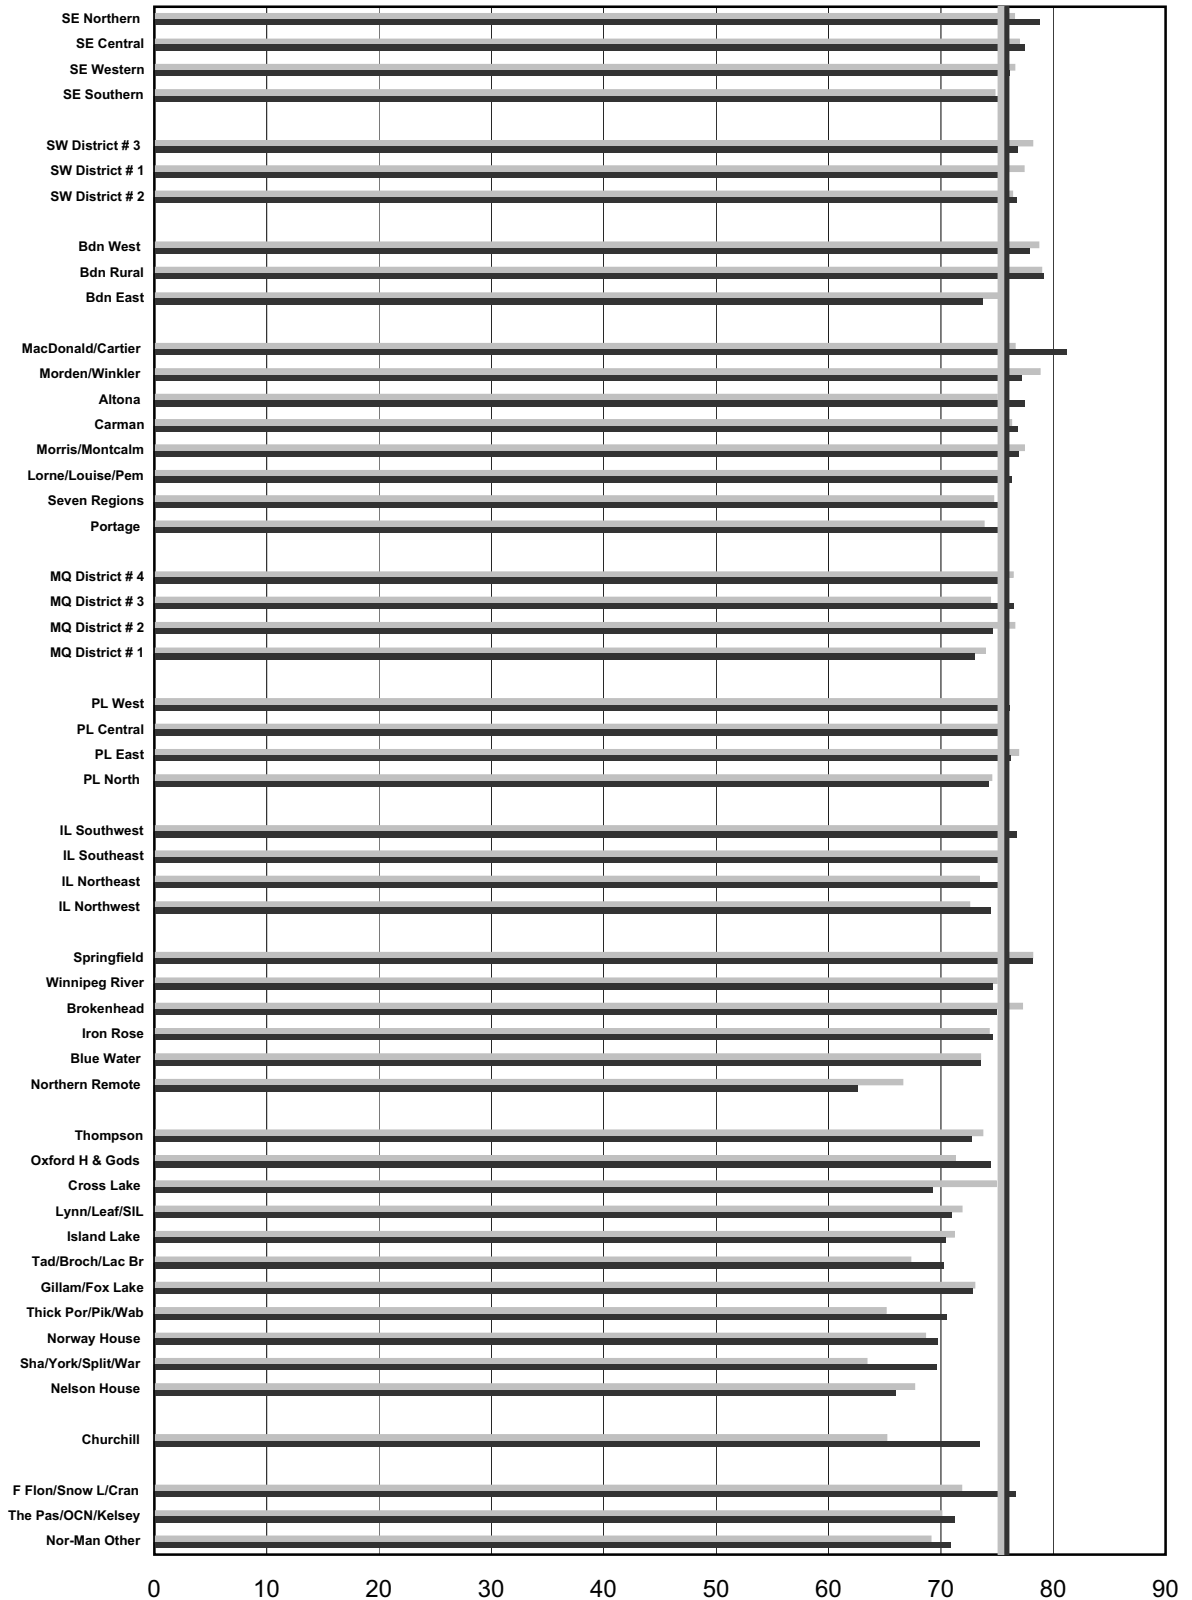 SE Northern
SE Central
SE Western
SE Southern
SW District # 3
SW District # 1
SW District # 2
Bdn West
Bdn Rural
Bdn East
MacDonald/Cartier
Morden/Winkler
Altona
Carman
Morris/Montcalm
Lorne/Louise/Pem
Seven Regions
Portage
MQ District # 4
MQ District # 3
MQ District # 2
MQ District # 1
PL West
PL Central
PL East
PL North
IL Southwest
IL Southeast
IL Northeast
IL Northwest
Springfield
Winnipeg River
Brokenhead
Iron Rose
Blue Water
Northern Remote
Thompson
Oxford H & Gods
Cross Lake
Lynn/Leaf/SIL
Island Lake
Tad/Broch/Lac Br
Gillam/Fox Lake
Thick Por/Pik/Wab
Norway House
Sha/York/Split/War
Nelson House
Churchill
F Flon/Snow L/Cran
The Pas/OCN/Kelsey
Nor-Man Other
0 10 20 30 40 50 60 70 80 90